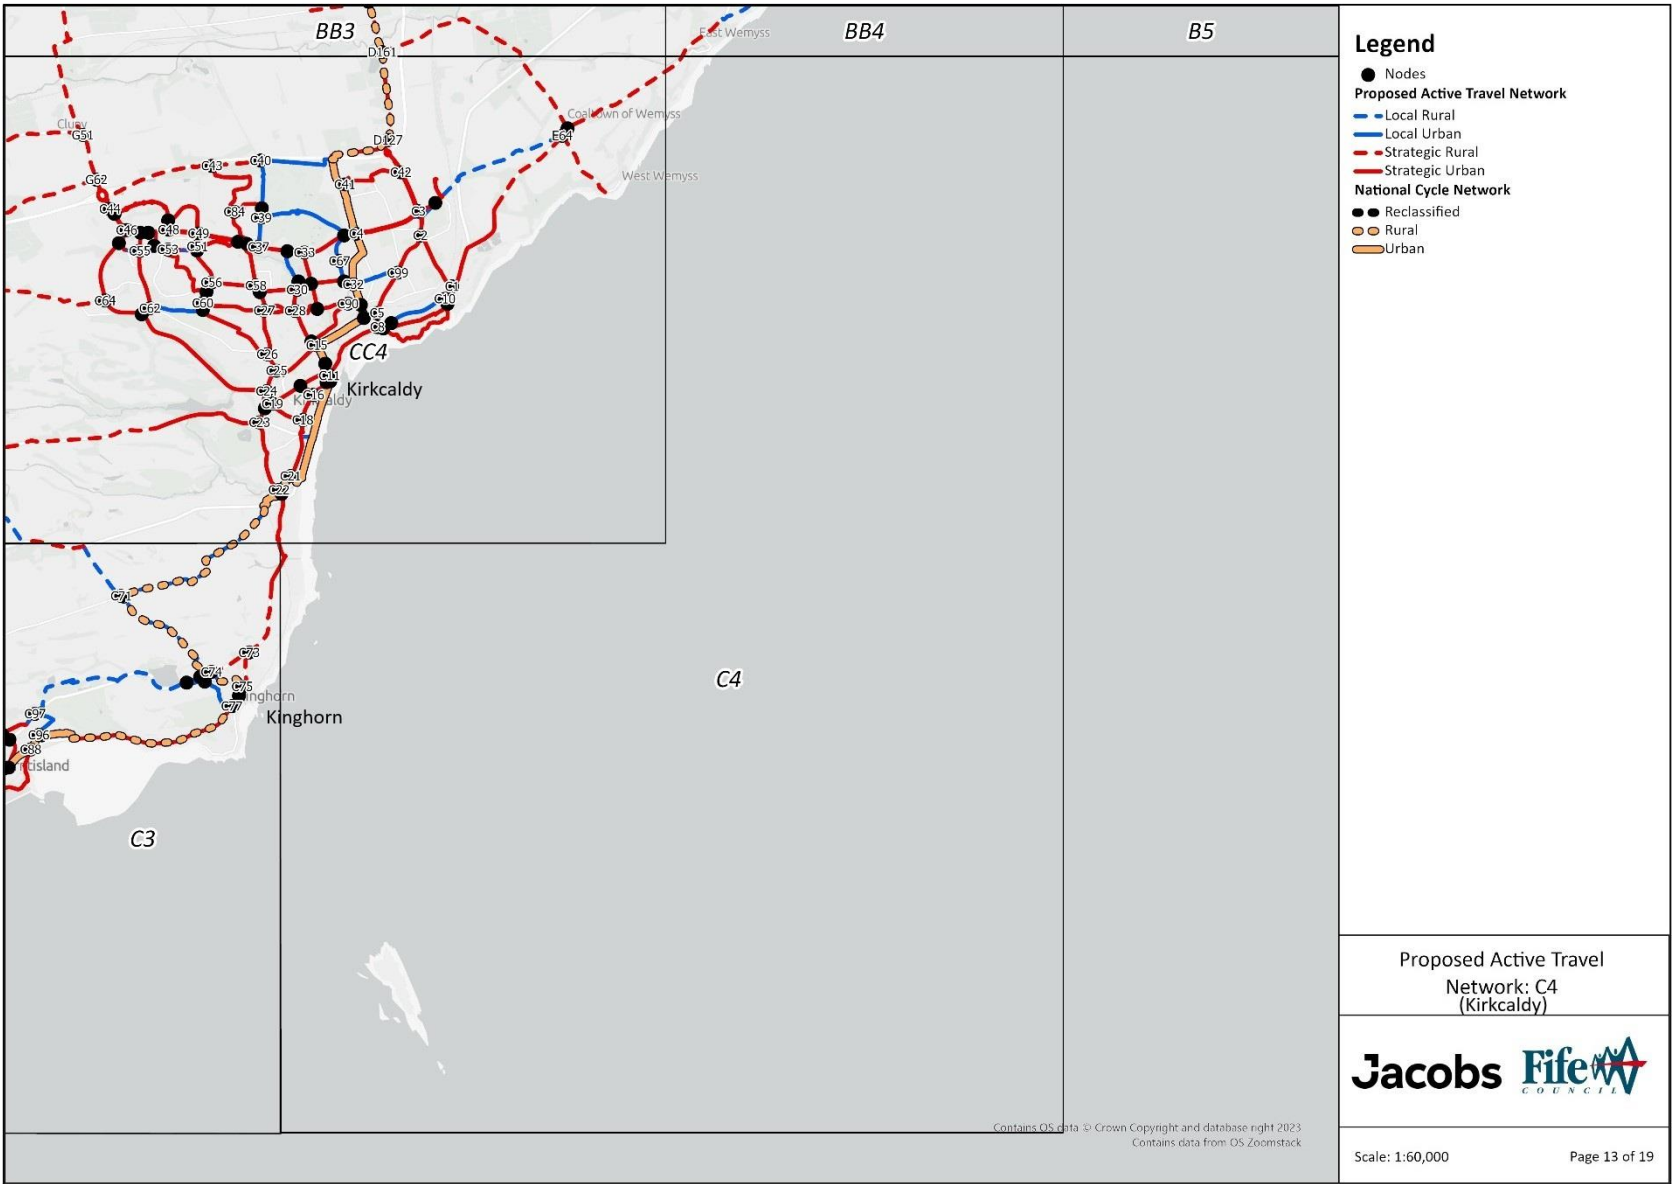 BB3
BB4
B5
East Wemyss
D161
Coaltown of Wemyss
Cluny
G51
E64
D127
C43
C40
C42
West Wemyss
G62
C41
C44
C84
C39
C3
C46
C48
C49
C4
C2
C55
C53
C51
C37
C33
C67
C99
C56
C58
C30
C32
C1
C64
C62
C60
C27
C28
C90
C5
C10
C8
C15
C26
CC4
C25
C11
C24
C16
Kirkcaldy
C19
C23
C18
C21
C22
C71
C73
C74
C75
C77
Kinghorn
C97
C96
C88
C4
C3
Contains OS data © Crown Copyright and database right 2023
Contains data from OS Zoomstack
Legend
Nodes
Proposed Active Travel Network
Local Rural
Local Urban
Strategic Rural
Strategic Urban
National Cycle Network
Reclassified
Rural
Urban
Proposed Active Travel
Network: C4
(Kirkcaldy)
Jacobs
Fife
COUNCIL
Scale: 1:60,000
Page 13 of 19